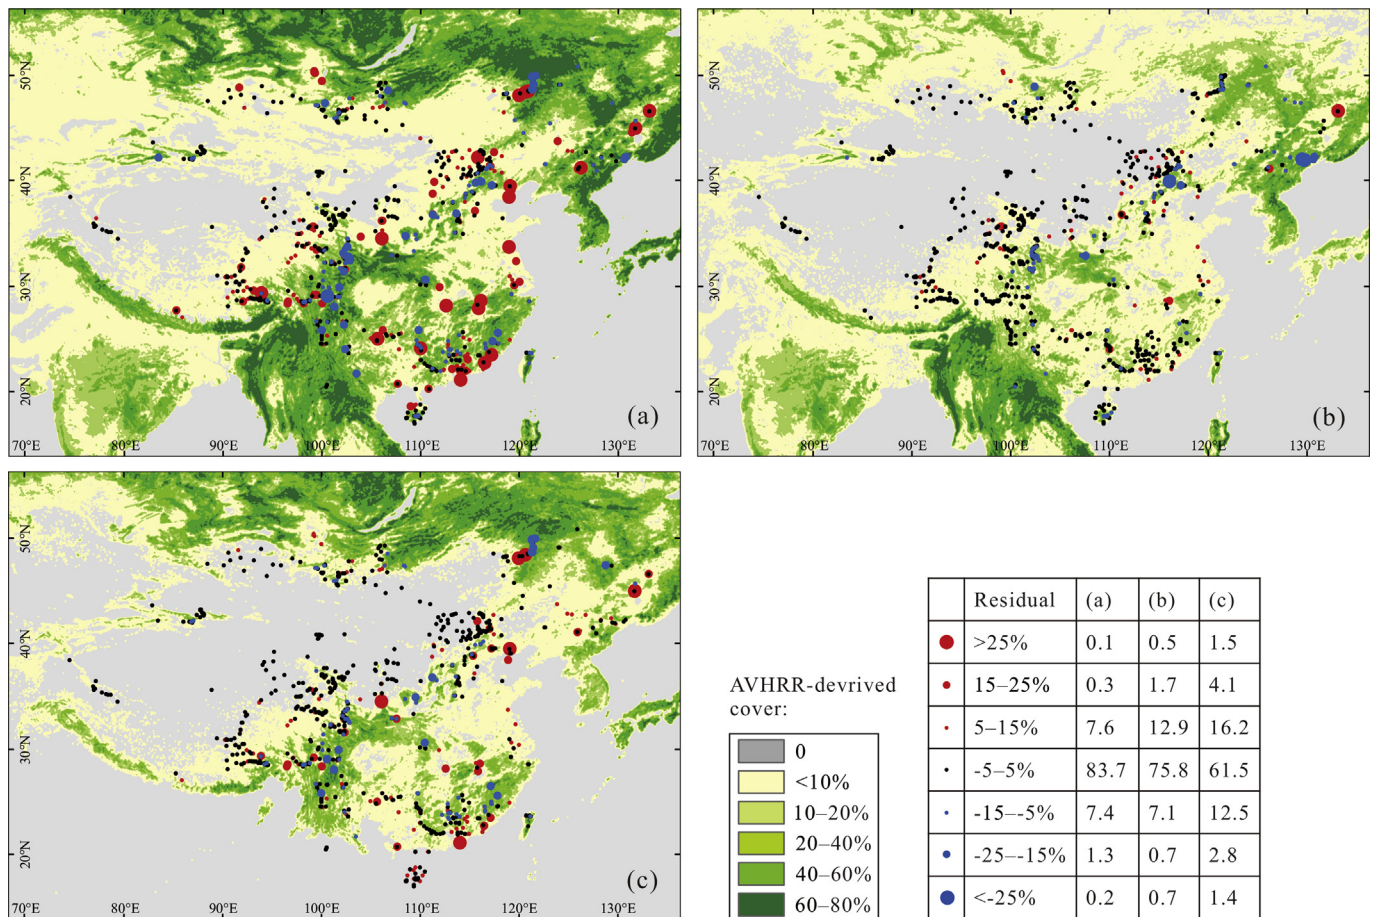 50°N
40°N
30°N
20°N
70°E 80°E 90°E 100°E 110°E 120°E 130°E
(a)
50°N
40°N
30°N
20°N
70°E 80°E 90°E 100°E 110°E 120°E 130°E
(b)
50°N
40°N
30°N
20°N
70°E 80°E 90°E 100°E 110°E 120°E 130°E
(c)
AVHRR-devrived
cover:
0
<10%
10–20%
20–40%
40–60%
60–80%
Residual (a) (b) (c)
>25% 0.1 0.5 1.5
15–25% 0.3 1.7 4.1
5–15% 7.6 12.9 16.2
-5–5% 83.7 75.8 61.5
-15–-5% 7.4 7.1 12.5
-25–-15% 1.3 0.7 2.8
<-25% 0.2 0.7 1.4